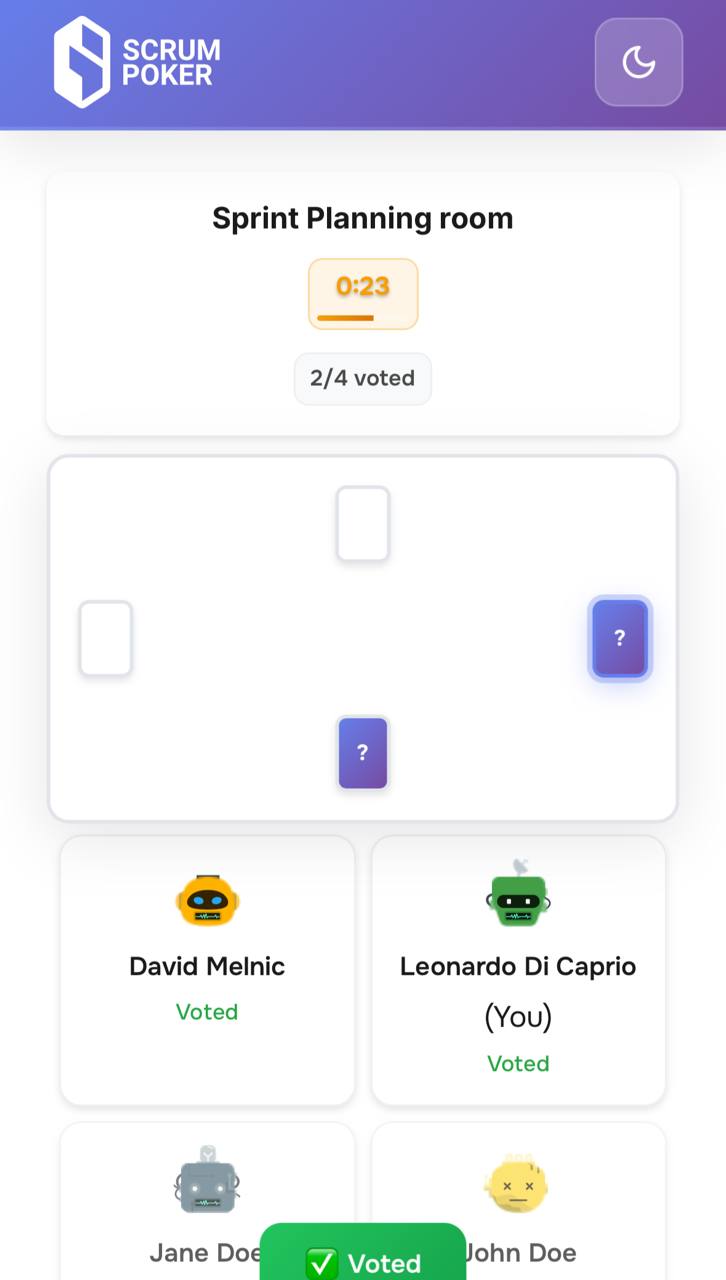 SCRUM
POKER
Sprint Planning room
0:23
2/4 voted
?
?
David Melnic
Voted
Leonardo Di Caprio
(You)
Voted
Jane Doe
John Doe
✅ Voted